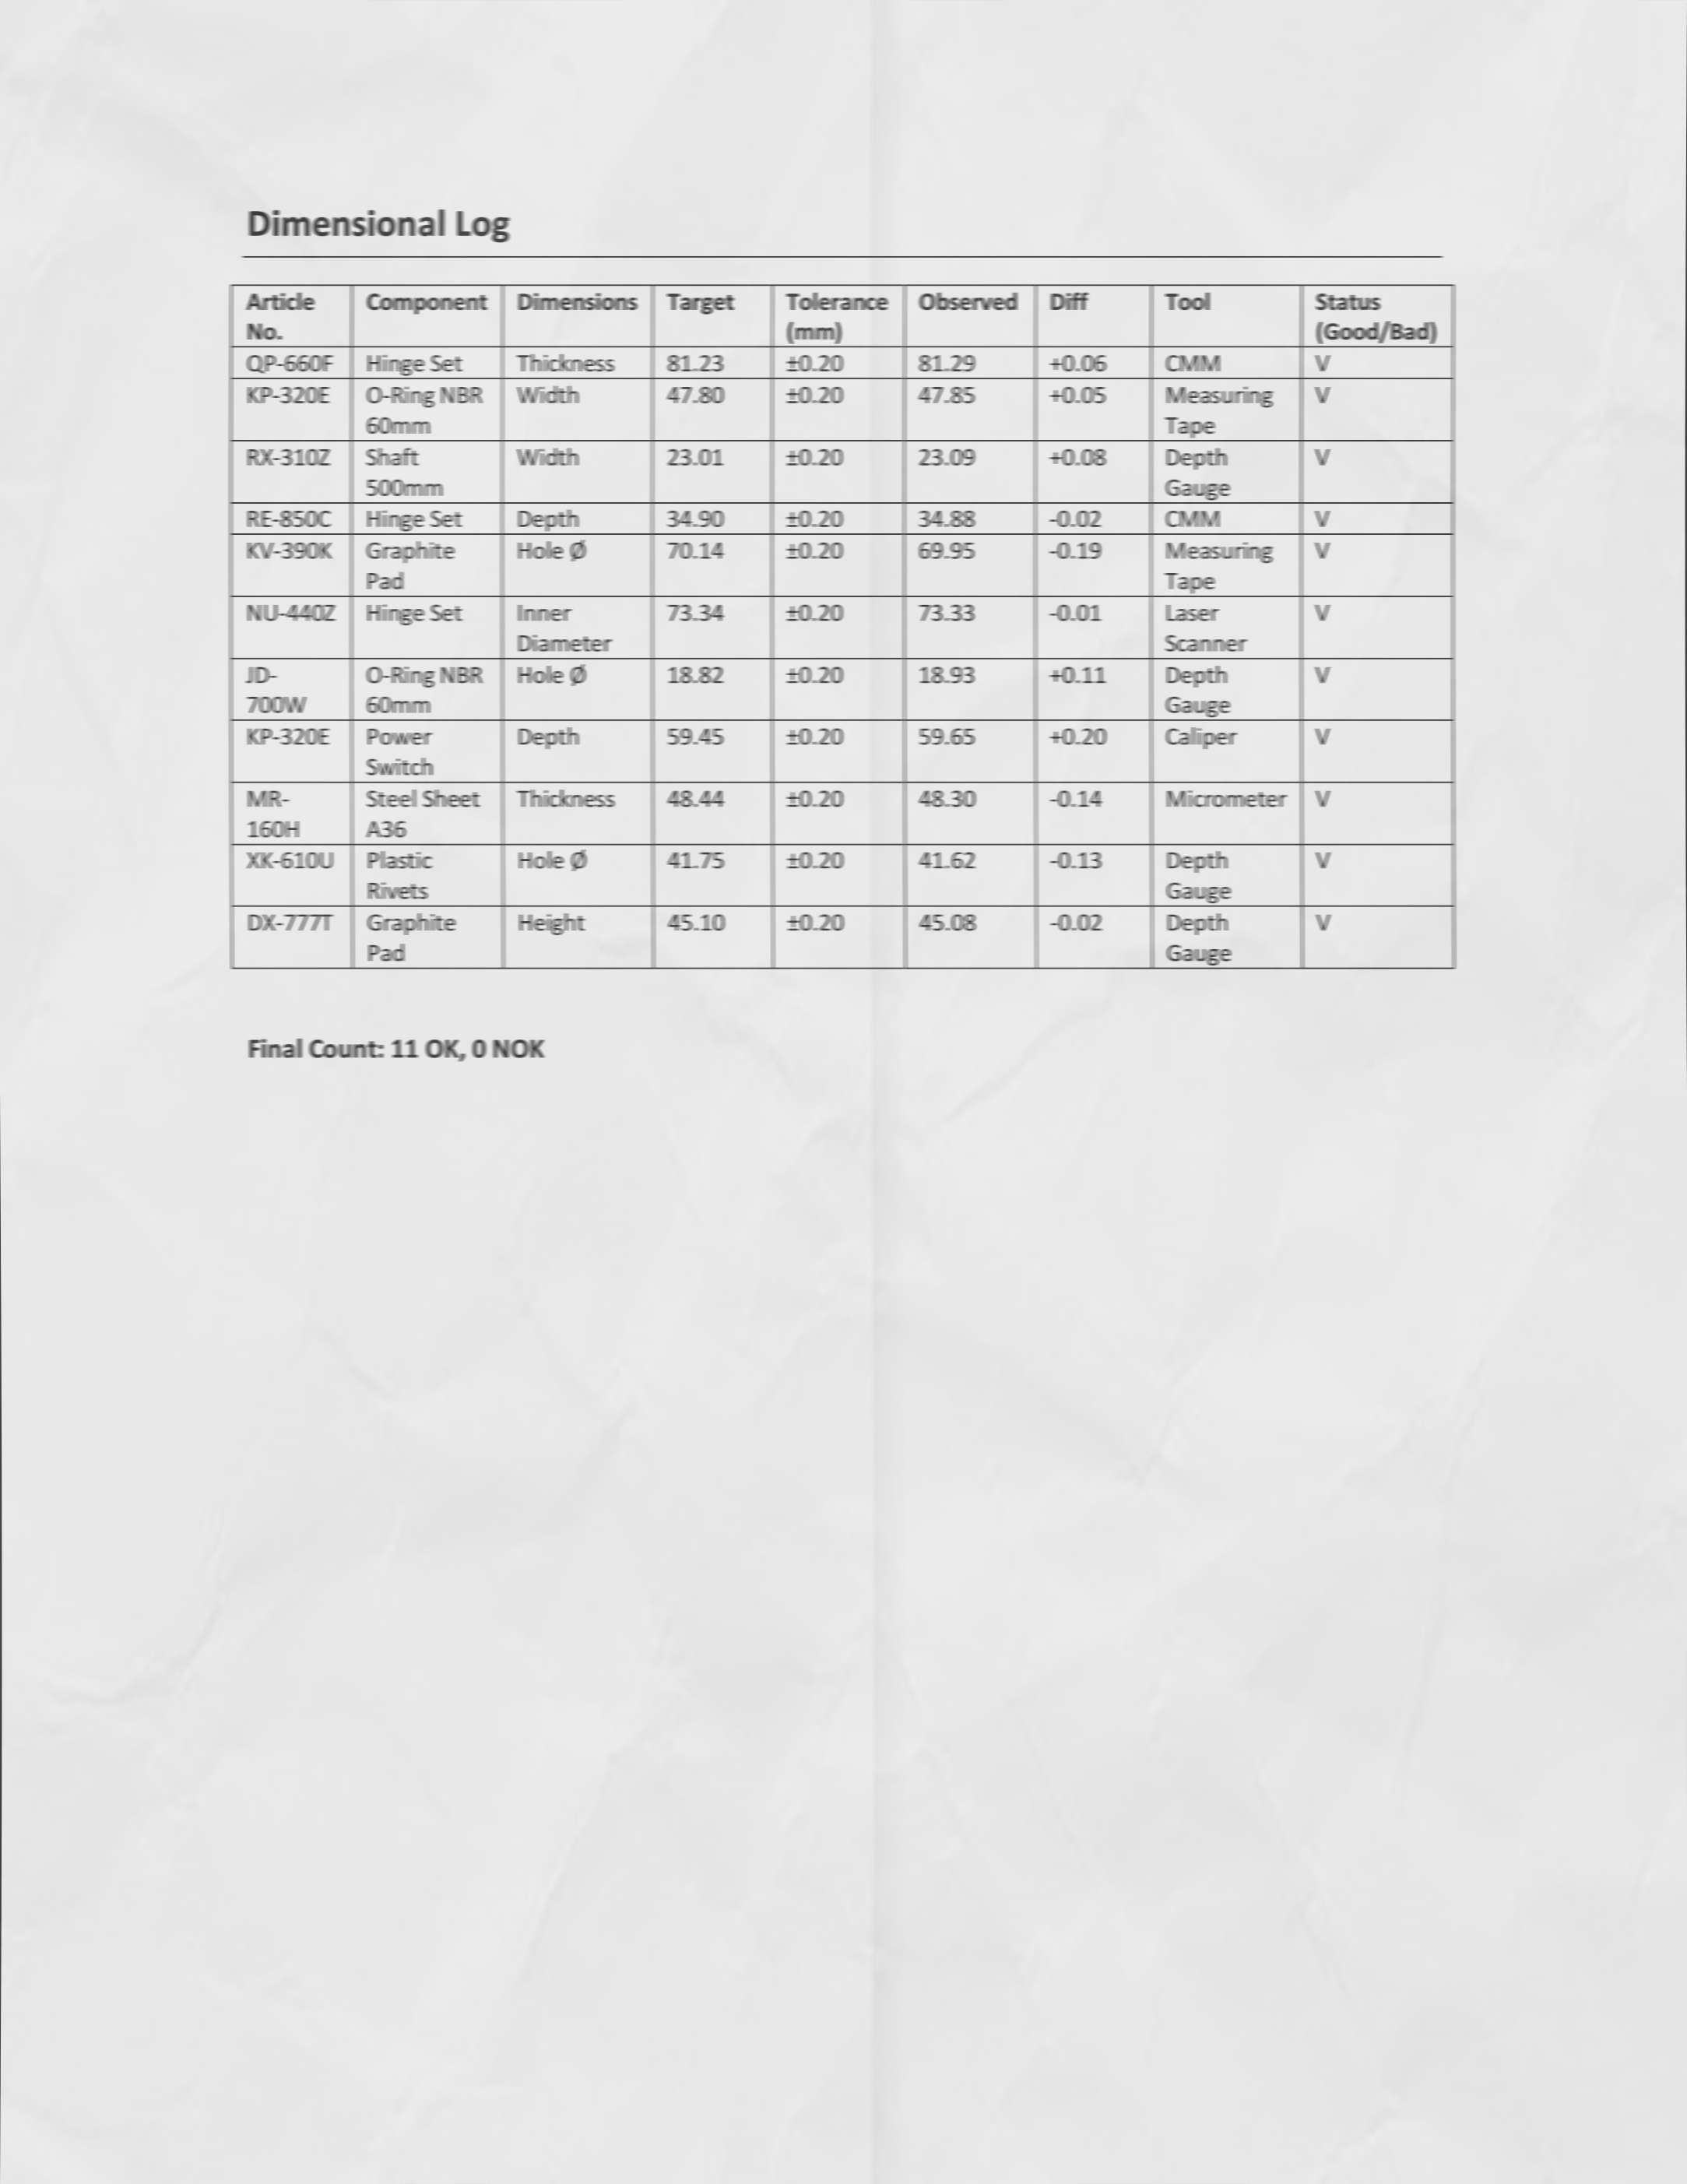 Dimensional Log
Article No. Component Dimensions Target Tolerance (mm) Observed Diff Tool Status (Good/Bad)
QP-660F Hinge Set Thickness 81.23 ±0.20 81.29 +0.06 CMM V
KP-320E O-Ring NBR 60mm Width 47.80 ±0.20 47.85 +0.05 Measuring Tape V
RX-310Z Shaft 500mm Width 23.01 ±0.20 23.09 +0.08 Depth Gauge V
RE-850C Hinge Set Depth 34.90 ±0.20 34.88 -0.02 CMM V
KV-390K Graphite Pad Hole Ø 70.14 ±0.20 69.95 -0.19 Measuring Tape V
NU-440Z Hinge Set Inner Diameter 73.34 ±0.20 73.33 -0.01 Laser Scanner V
JD-700W O-Ring NBR 60mm Hole Ø 18.82 ±0.20 18.93 +0.11 Depth Gauge V
KP-320E Power Switch Depth 59.45 ±0.20 59.65 +0.20 Caliper V
MR-160H Steel Sheet A36 Thickness 48.44 ±0.20 48.30 -0.14 Micrometer V
XK-610U Plastic Rivets Hole Ø 41.75 ±0.20 41.62 -0.13 Depth Gauge V
DX-777T Graphite Pad Height 45.10 ±0.20 45.08 -0.02 Depth Gauge V
Final Count: 11 OK, 0 NOK